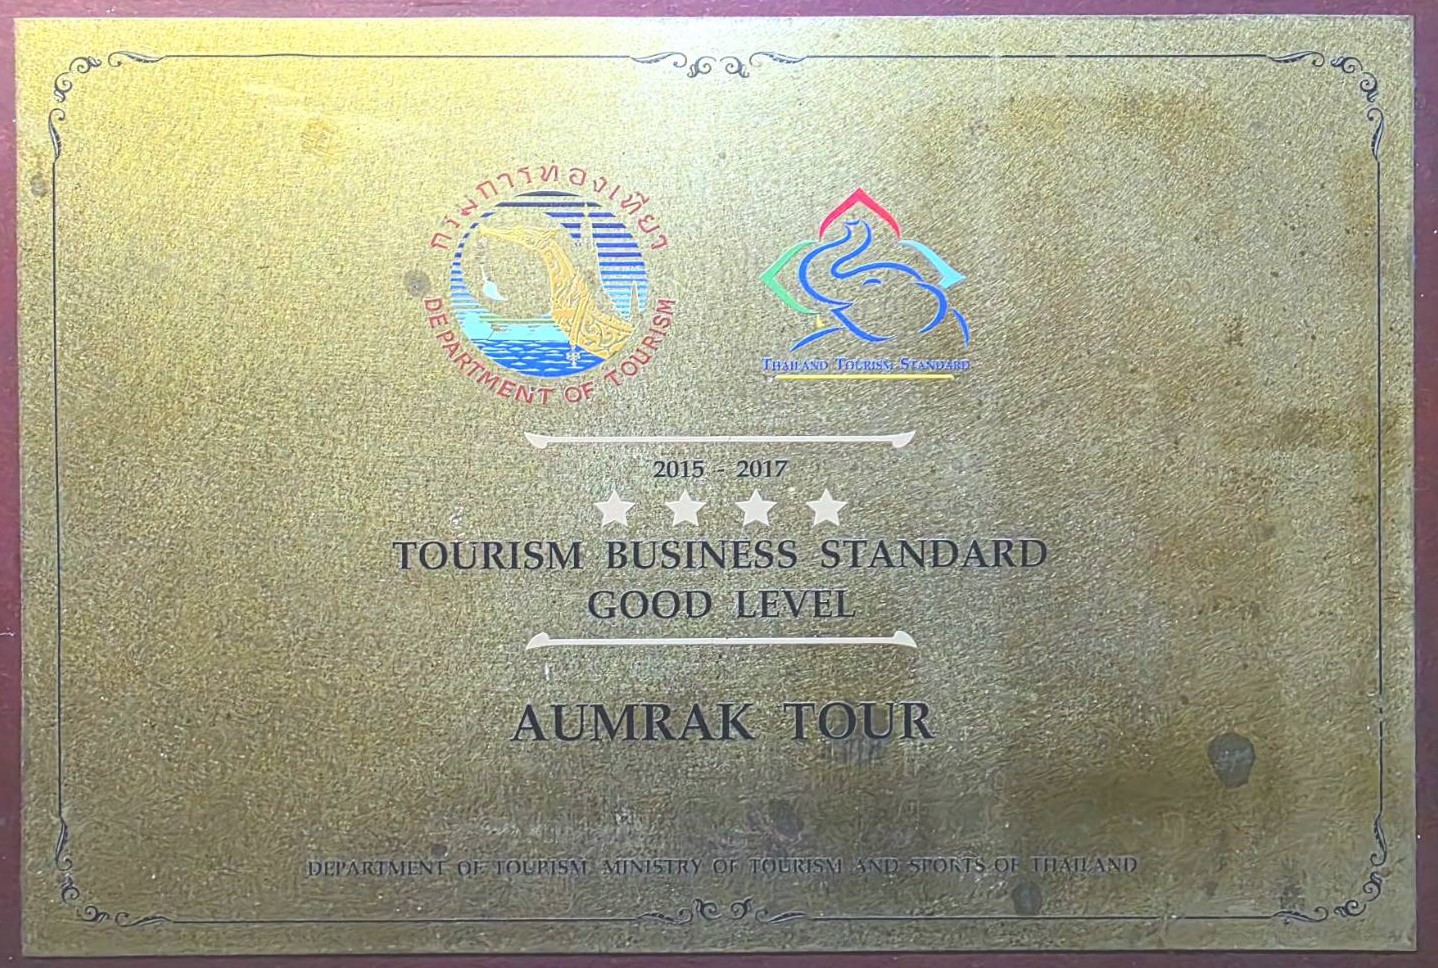 กรมการท่องเที่ยว
DEPARTMENT OF TOURISM
THAILAND TOURISM STANDARD
2015 - 2017
TOURISM BUSINESS STANDARD
GOOD LEVEL
AUMRAK TOUR
DEPARTMENT OF TOURISM MINISTRY OF TOURISM AND SPORTS OF THAILAND